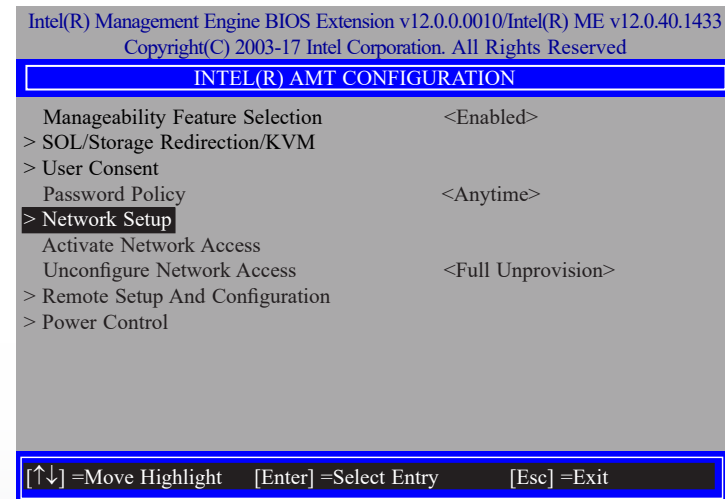 Intel(R) Management Engine BIOS Extension v12.0.0.0010/Intel(R) ME v12.0.40.1433
Copyright(C) 2003-17 Intel Corporation. All Rights Reserved
INTEL(R) AMT CONFIGURATION
Manageability Feature Selection <Enabled>
> SOL/Storage Redirection/KVM
> User Consent
Password Policy <Anytime>
> Network Setup
Activate Network Access
Unconfigure Network Access <Full Unprovision>
> Remote Setup And Configuration
> Power Control
[↑↓] =Move Highlight [Enter] =Select Entry [Esc] =Exit